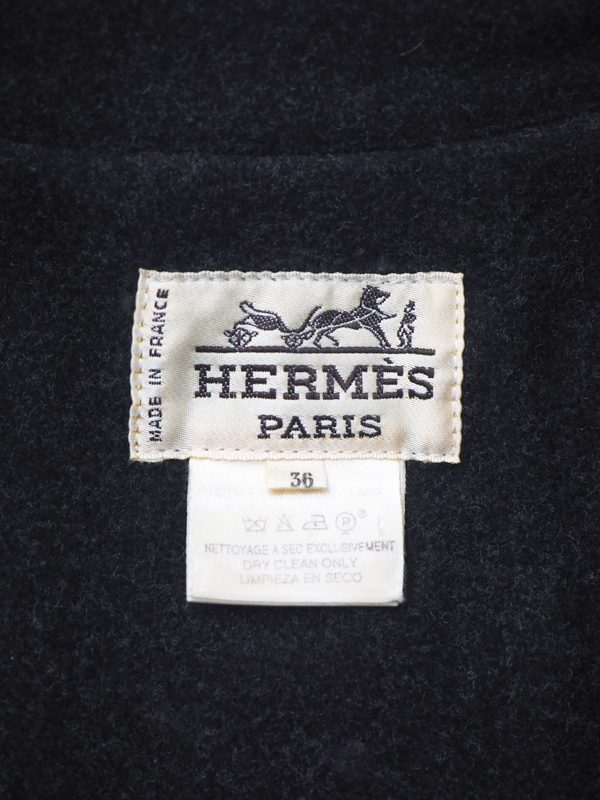 MADE IN FRANCE
HERMÈS
PARIS
36
P
NETTOYAGE A SEC EXCLUSIVEMENT
DRY CLEAN ONLY
LIMPIEZA EN SECO